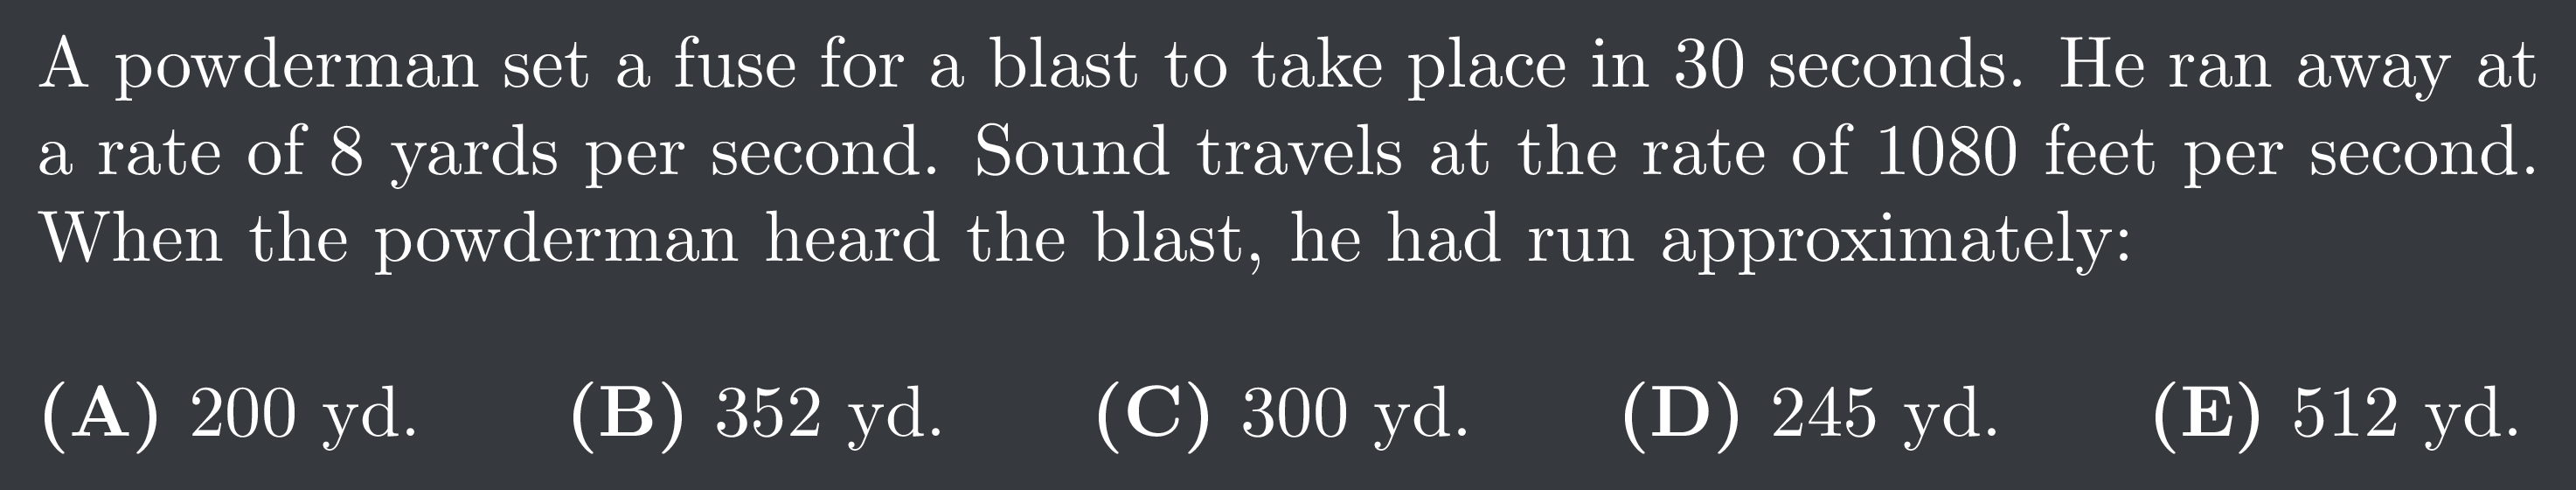 A powderman set a fuse for a blast to take place in 30 seconds. He ran away at
a rate of 8 yards per second. Sound travels at the rate of 1080 feet per second.
When the powderman heard the blast, he had run approximately:
(A) 200 yd. (B) 352 yd. (C) 300 yd. (D) 245 yd. (E) 512 yd.